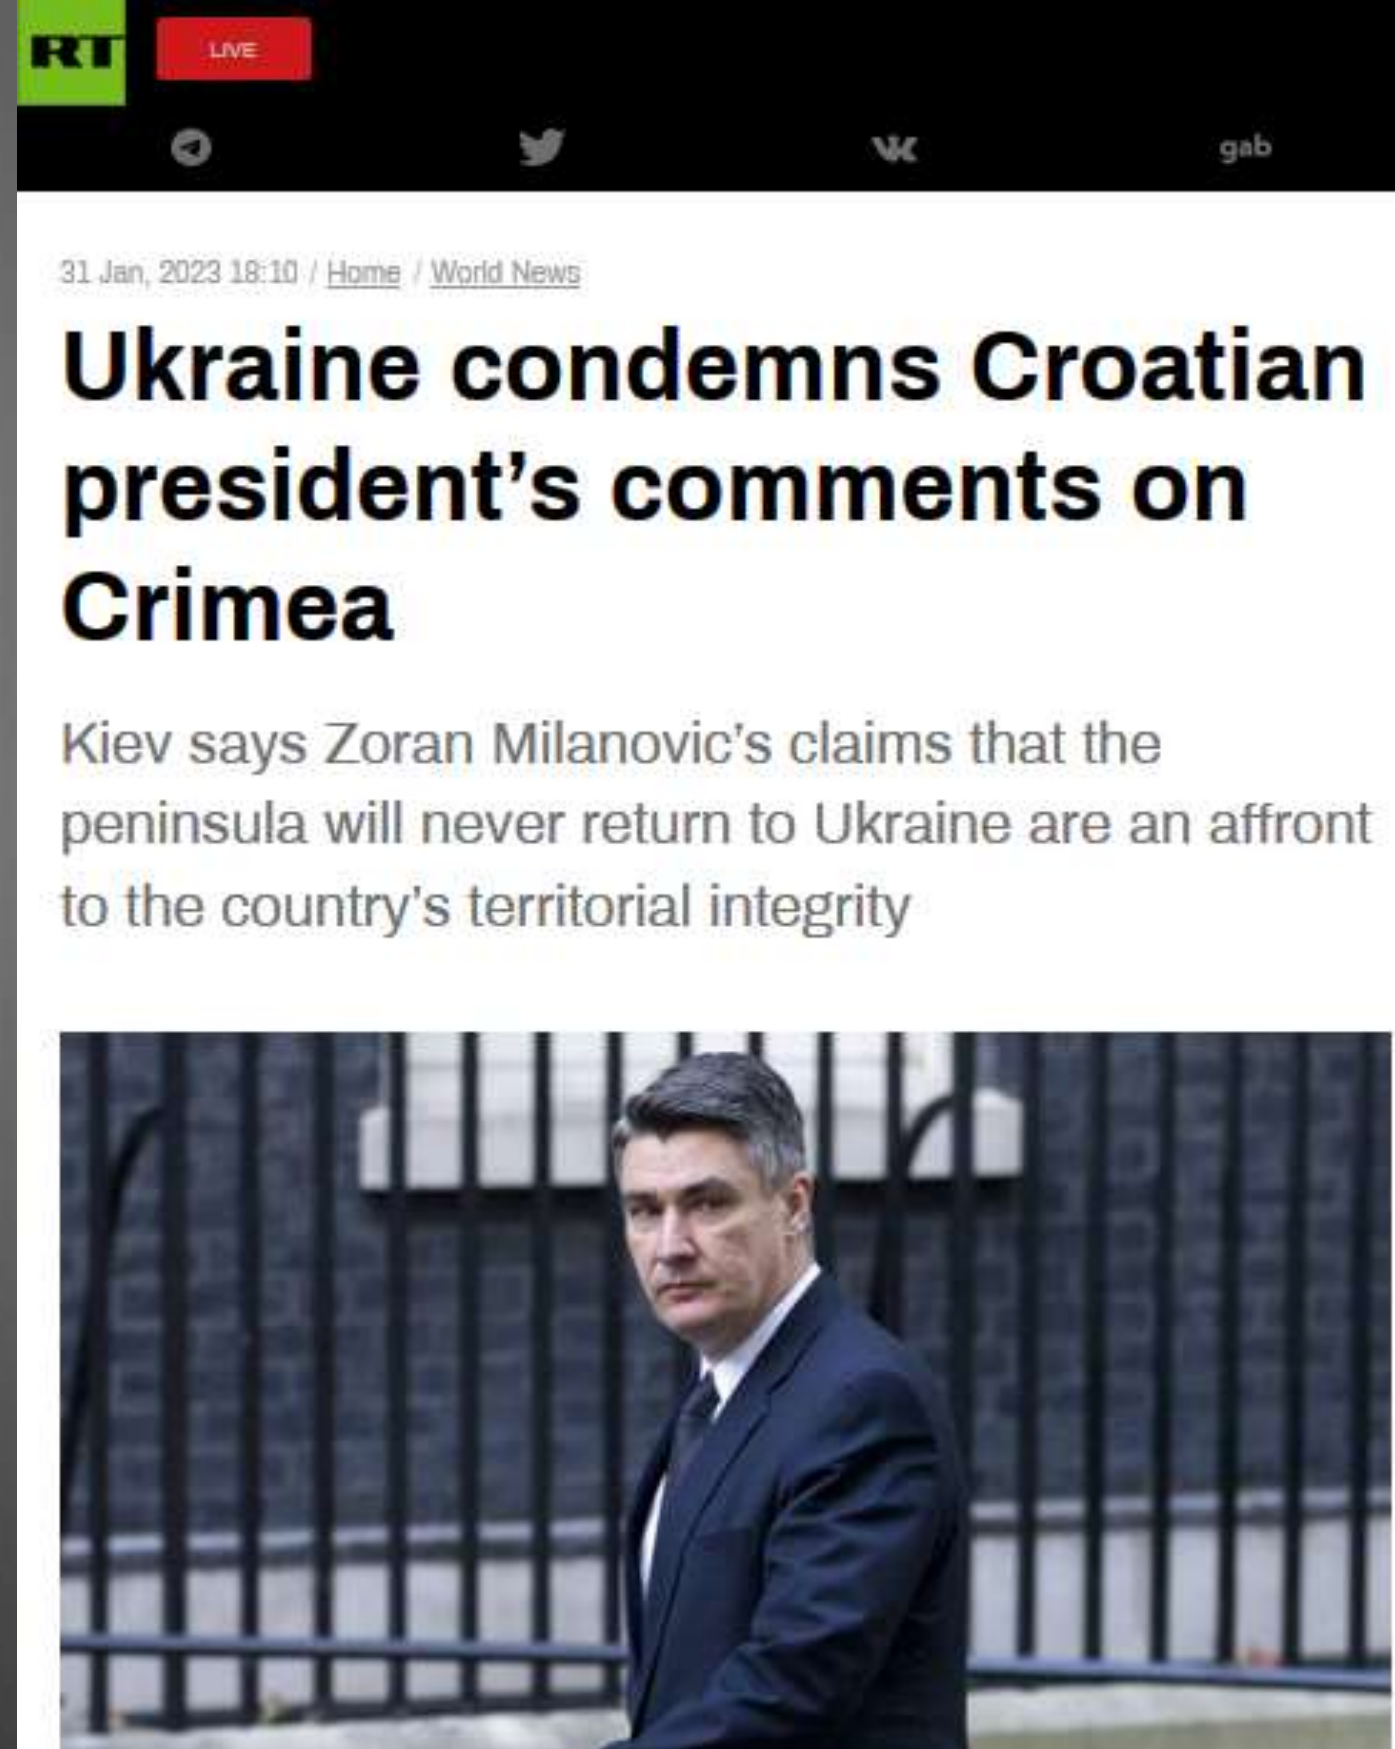 RT
LIVE
gab
31 Jan, 2023 18:10 / Home / World News
Ukraine condemns Croatian
president’s comments on
Crimea
Kiev says Zoran Milanovic’s claims that the
peninsula will never return to Ukraine are an affront
to the country’s territorial integrity